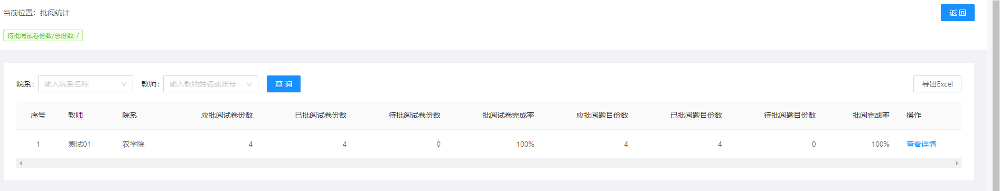 当前位置：批阅统计 返 回
待批阅试卷份数/总份数: /
院系: 输入院系名称 教师: 输入教师姓名或账号 查 询 导出Excel
序号 教师 院系 应批阅试卷份数 已批阅试卷份数 待批阅试卷份数 批阅试卷完成率 应批阅题目份数 已批阅题目份数 待批阅题目份数 批阅完成率 操作
1 测试01 农学院 4 4 0 100% 4 4 0 100% 查看详情